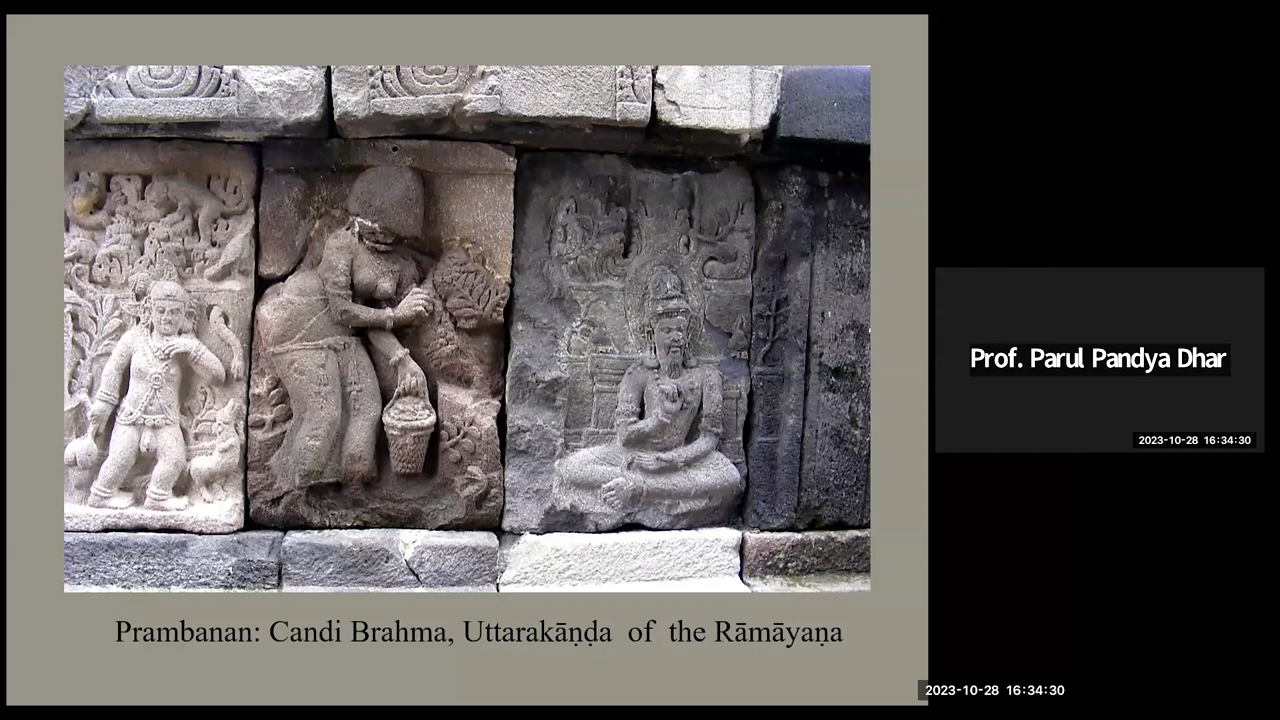 Prambanan: Candi Brahma, Uttarakāṇḍa of the Rāmāyaṇa
Prof. Parul Pandya Dhar
2023-10-28 16:34:30
2023-10-28 16:34:30